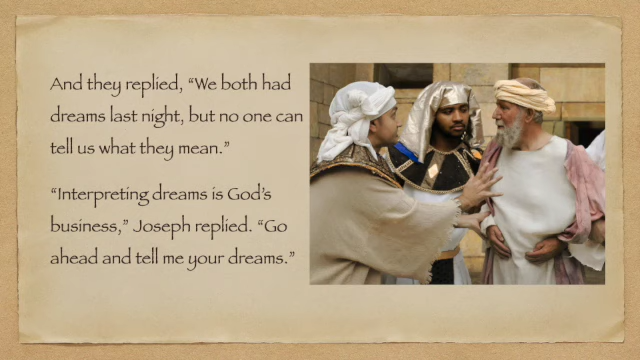 And they replied, “We both had
dreams last night, but no one can
tell us what they mean.”
“Interpreting dreams is God’s
business,” Joseph replied. “Go
ahead and tell me your dreams.”